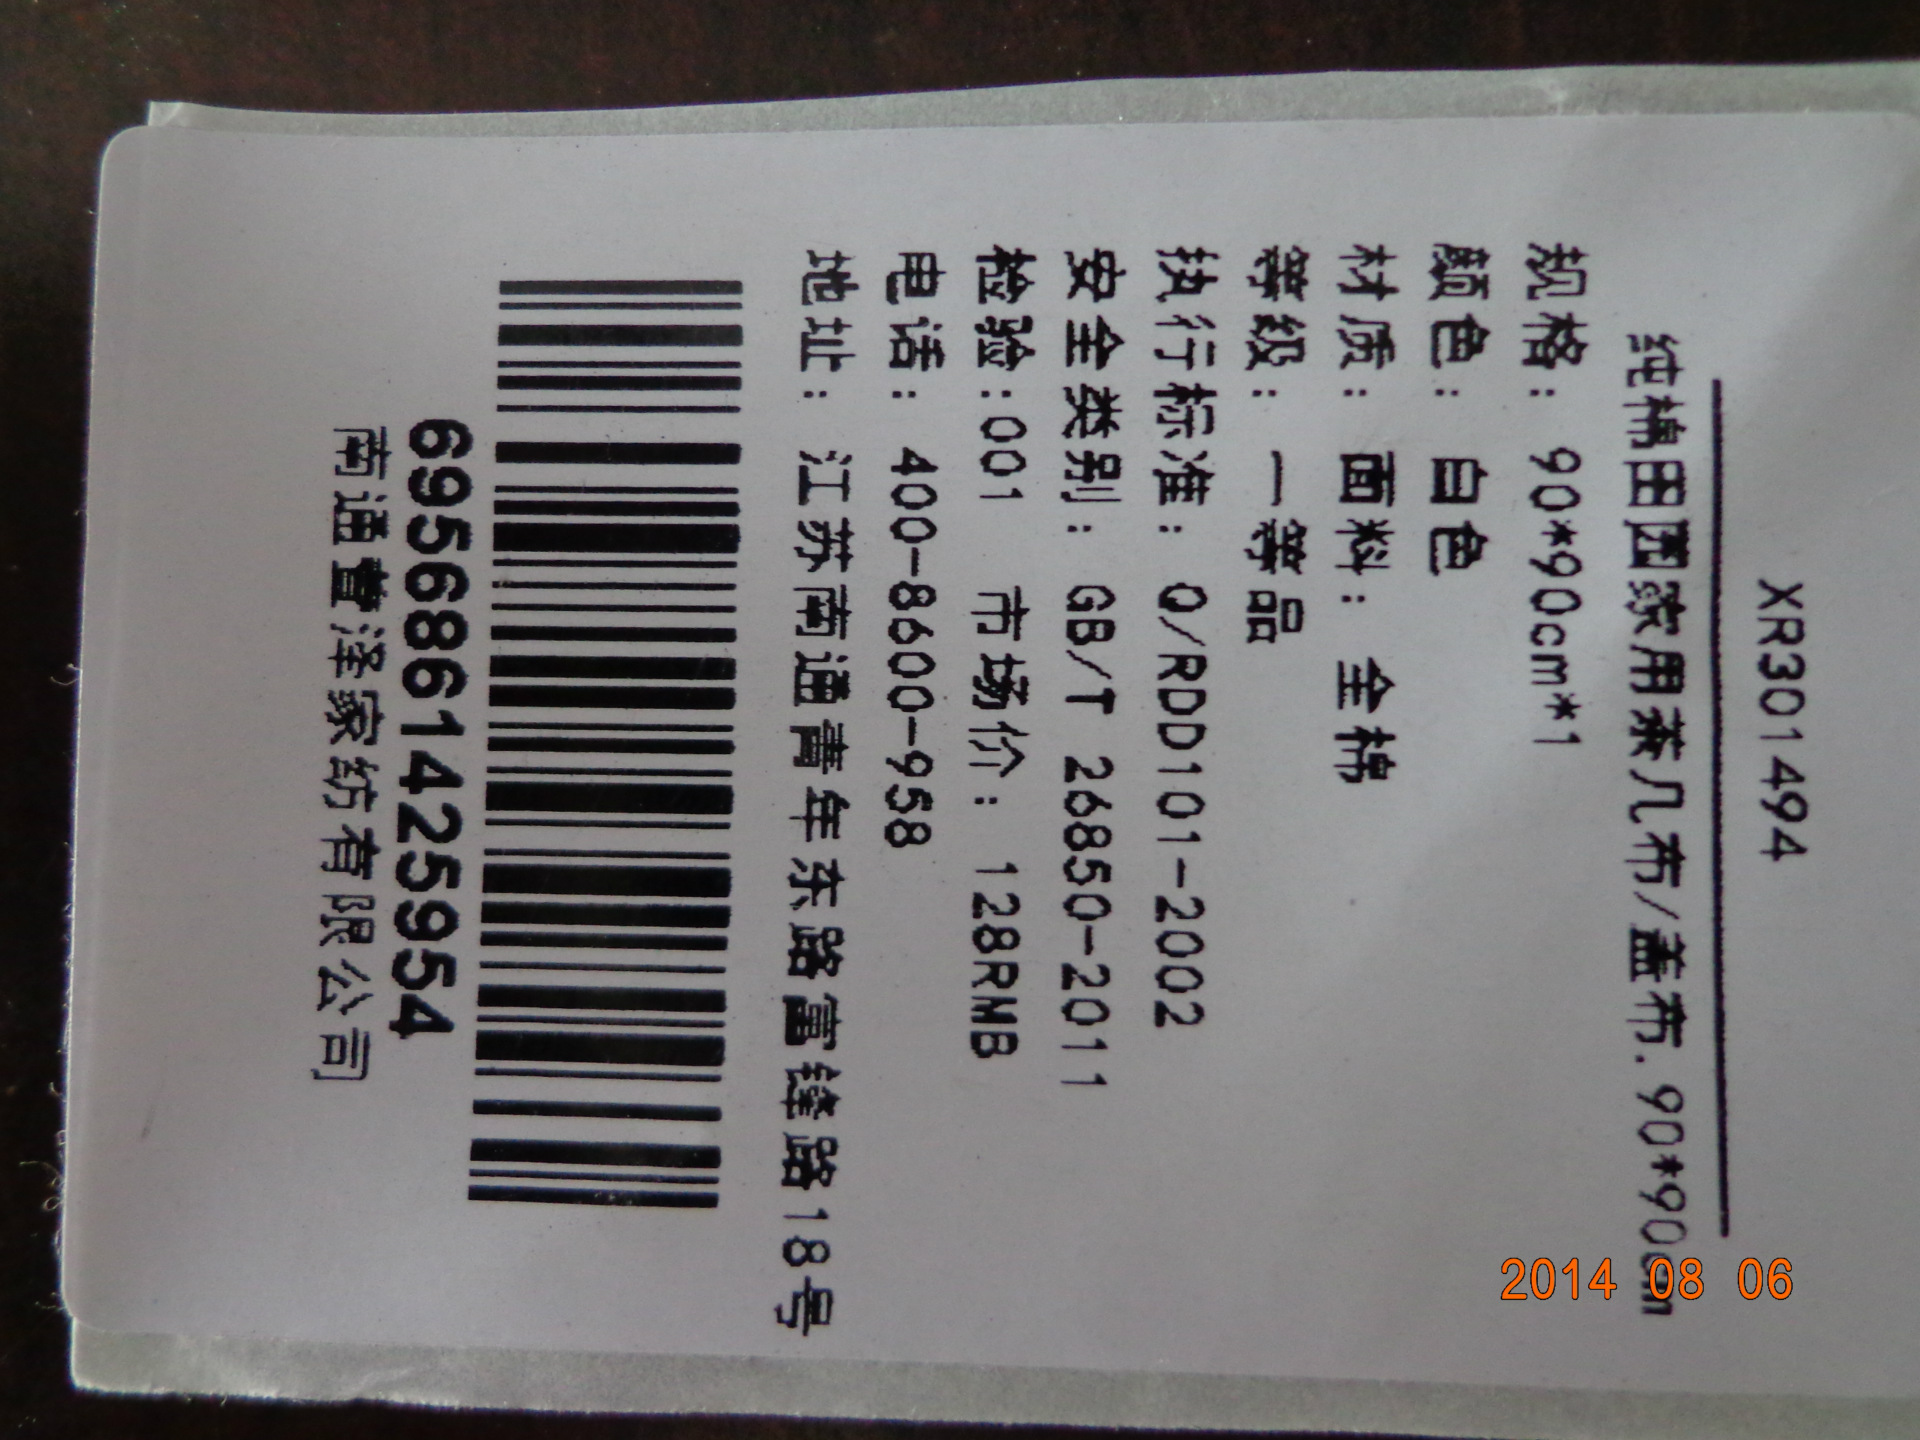 XR301494
纯棉田园家用茶几布/盖布.90*90cm
规格: 90*90cm*1
颜色: 白色
材质: 面料: 全棉
等级: 一等品
执行标准: Q/RDD101-2002
安全类别: GB/T 26850-2011
检验:001 市场价: 128RMB
电话: 400-8600-958
地址: 江苏南通青年东路富锋路18号
6956861425954
南通富泽家纺有限公司
2014 08 06